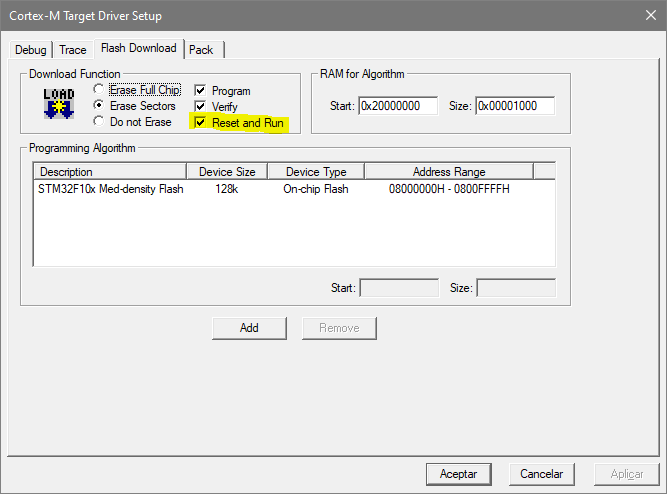 Cortex-M Target Driver Setup
Debug Trace Flash Download Pack
Download Function
LOAD
Erase Full Chip
Erase Sectors
Do not Erase
Program
Verify
Reset and Run
RAM for Algorithm
Start: 0x20000000 Size: 0x00001000
Programming Algorithm
Description Device Size Device Type Address Range
STM32F10x Med-density Flash 128k On-chip Flash 08000000H - 0800FFFFH
Start: Size:
Add Remove
Aceptar Cancelar Aplicar